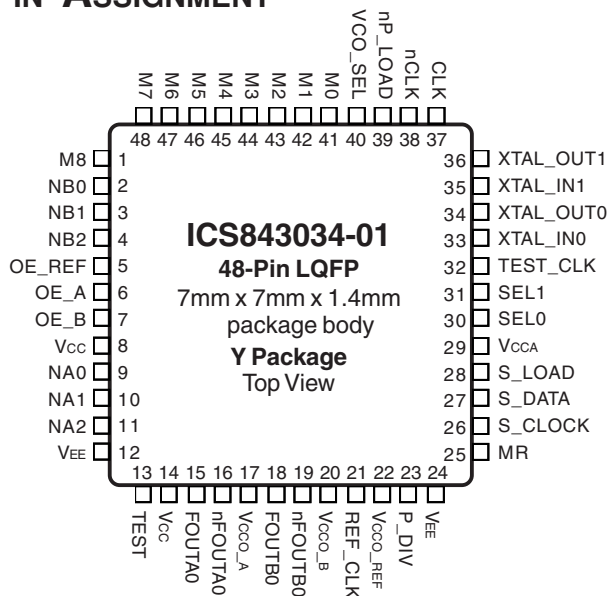 IN ASSIGNMENT
M7 M6 M5 M4 M3 M2 M1 M0 VCO_SEL nP_LOAD nCLK CLK
48 47 46 45 44 43 42 41 40 39 38 37
M8 1
NB0 2
NB1 3
NB2 4
OE_REF 5
OE_A 6
OE_B 7
VCC 8
NA0 9
NA1 10
NA2 11
VEE 12
ICS843034-01
48-Pin LQFP
7mm x 7mm x 1.4mm
package body
Y Package
Top View
36 XTAL_OUT1
35 XTAL_IN1
34 XTAL_OUT0
33 XTAL_IN0
32 TEST_CLK
31 SEL1
30 SEL0
29 VCCA
28 S_LOAD
27 S_DATA
26 S_CLOCK
25 MR
13 14 15 16 17 18 19 20 21 22 23 24
TEST VCC FOUTA0 nFOUTA0 VCCO_A FOUTB0 nFOUTB0 VCCO_B REF_CLK VCCO_REF P_DIV VEE